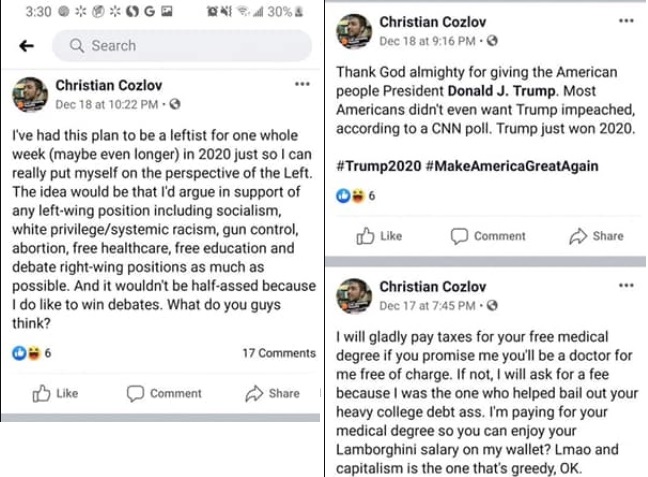 3:30
G
30%
Search
Christian Cozlov
Dec 18 at 10:22 PM •
I've had this plan to be a leftist for one whole
week (maybe even longer) in 2020 just so I can
really put myself on the perspective of the Left.
The idea would be that I'd argue in support of
any left-wing position including socialism,
white privilege/systemic racism, gun control,
abortion, free healthcare, free education and
debate right-wing positions as much as
possible. And it wouldn't be half-assed because
I do like to win debates. What do you guys
think?
6
17 Comments
Like Comment Share
Christian Cozlov
Dec 18 at 9:16 PM •
Thank God almighty for giving the American
people President Donald J. Trump. Most
Americans didn't even want Trump impeached,
according to a CNN poll. Trump just won 2020.
#Trump2020 #MakeAmericaGreatAgain
6
Like Comment Share
Christian Cozlov
Dec 17 at 7:45 PM •
I will gladly pay taxes for your free medical
degree if you promise me you'll be a doctor for
me free of charge. If not, I will ask for a fee
because I was the one who helped bail out your
heavy college debt ass. I'm paying for your
medical degree so you can enjoy your
Lamborghini salary on my wallet? Lmao and
capitalism is the one that's greedy, OK.